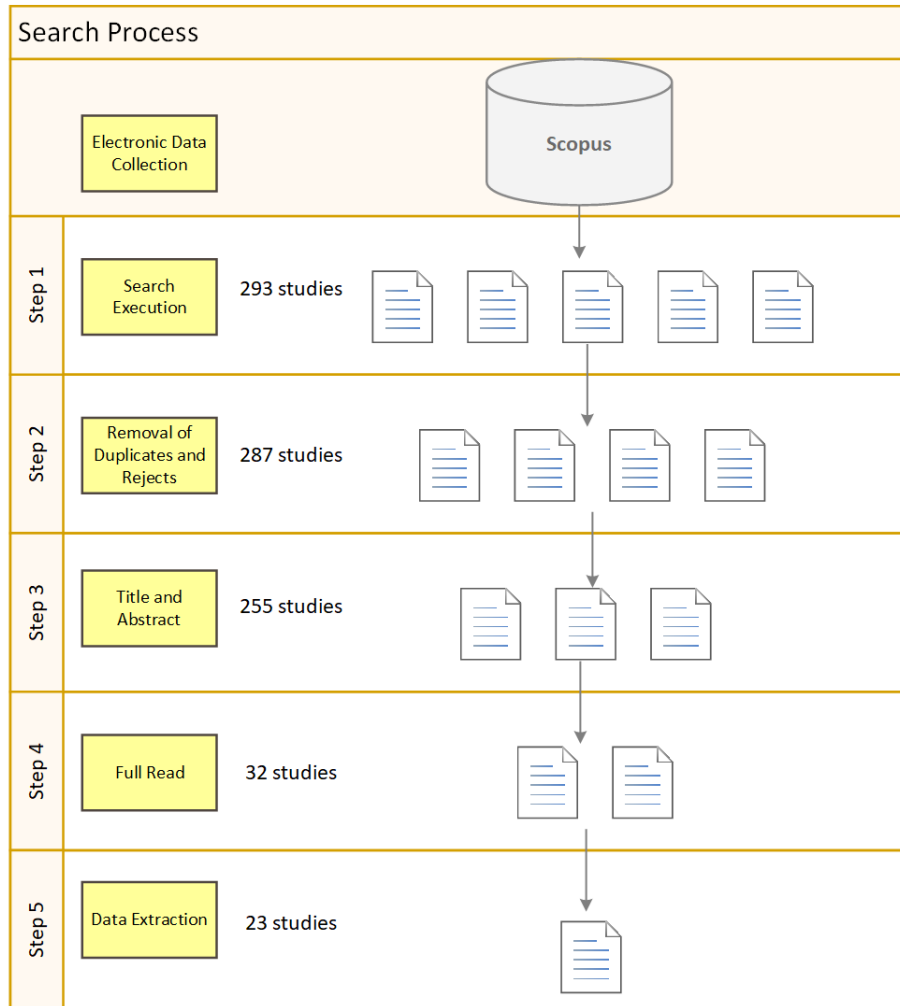 Search Process
Electronic Data
Collection
Scopus
Step 1
Search
Execution
293 studies
Step 2
Removal of
Duplicates and
Rejects
287 studies
Step 3
Title and
Abstract
255 studies
Step 4
Full Read
32 studies
Step 5
Data Extraction
23 studies